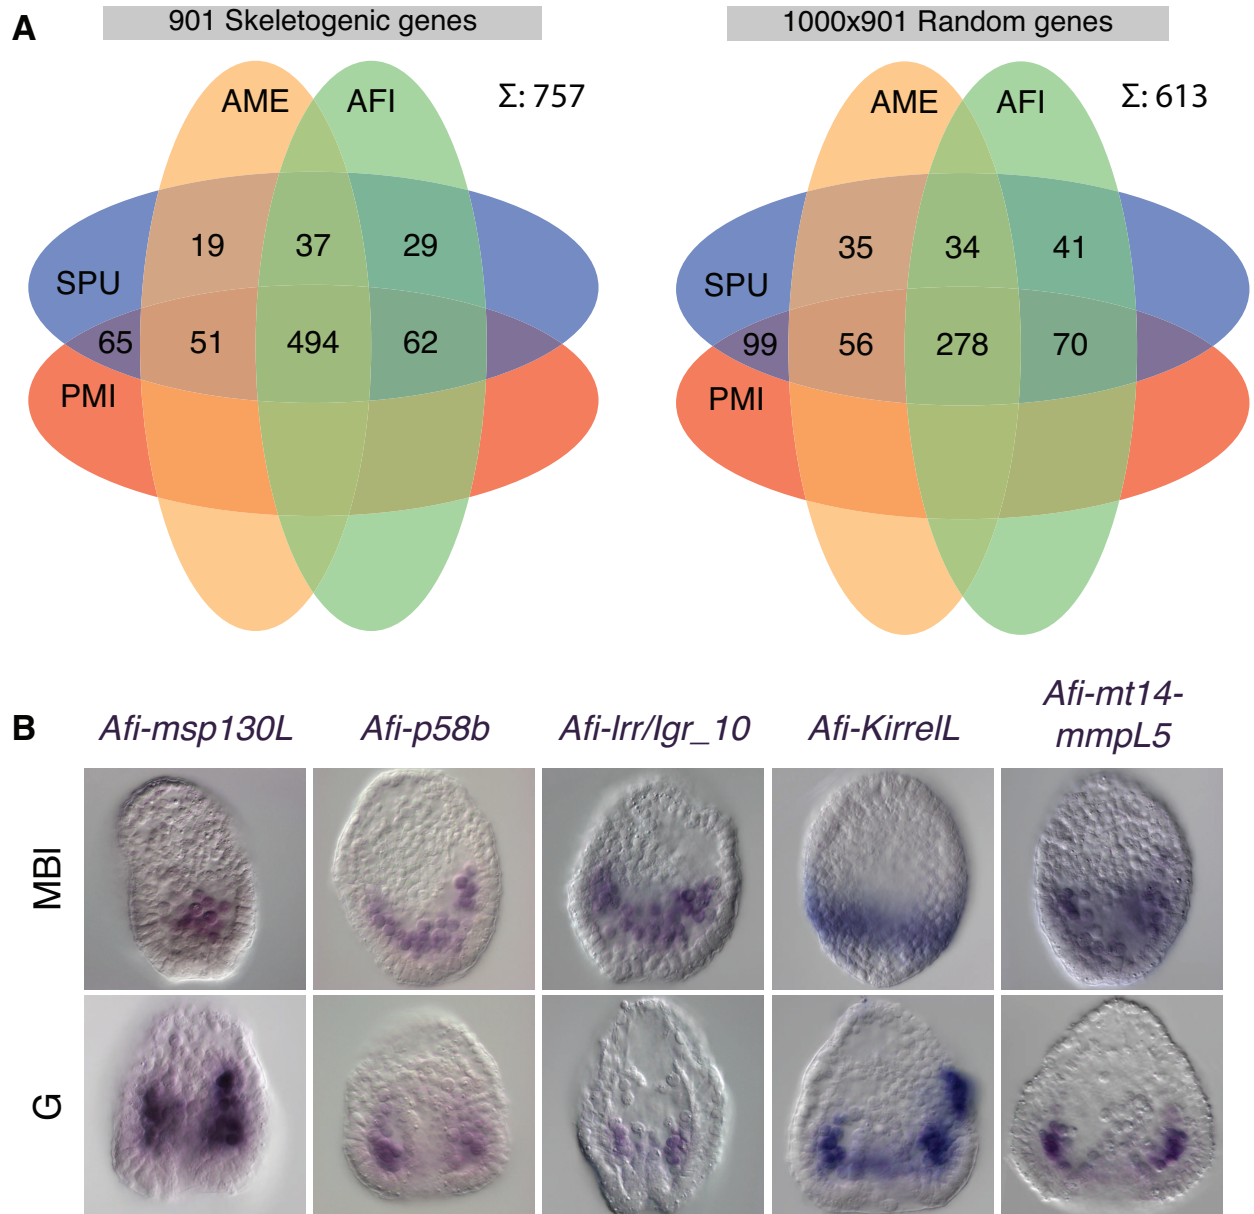 A
901 Skeletogenic genes
1000x901 Random genes
AME
AFI
Σ: 757
19
37
29
SPU
65
51
494
62
PMI
AME
AFI
Σ: 613
35
34
41
SPU
99
56
278
70
PMI
B
Afi-msp130L
Afi-p58b
Afi-lrr/lgr_10
Afi-KirrelL
Afi-mt14-
mmpL5
MBl
G